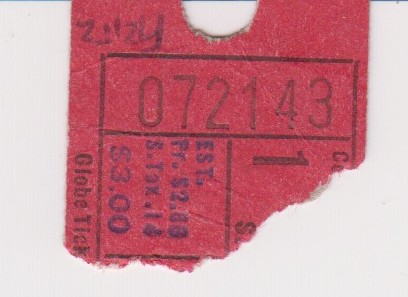 072143
EST.
Pr. $2.86
S.Tax .14
$3.00
Globe Tick
1